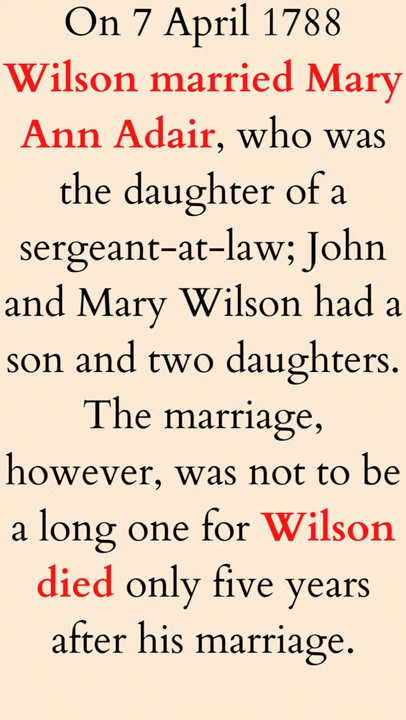 On 7 April 1788
Wilson married Mary
Ann Adair, who was
the daughter of a
sergeant-at-law; John
and Mary Wilson had a
son and two daughters.
The marriage,
however, was not to be
a long one for Wilson
died only five years
after his marriage.